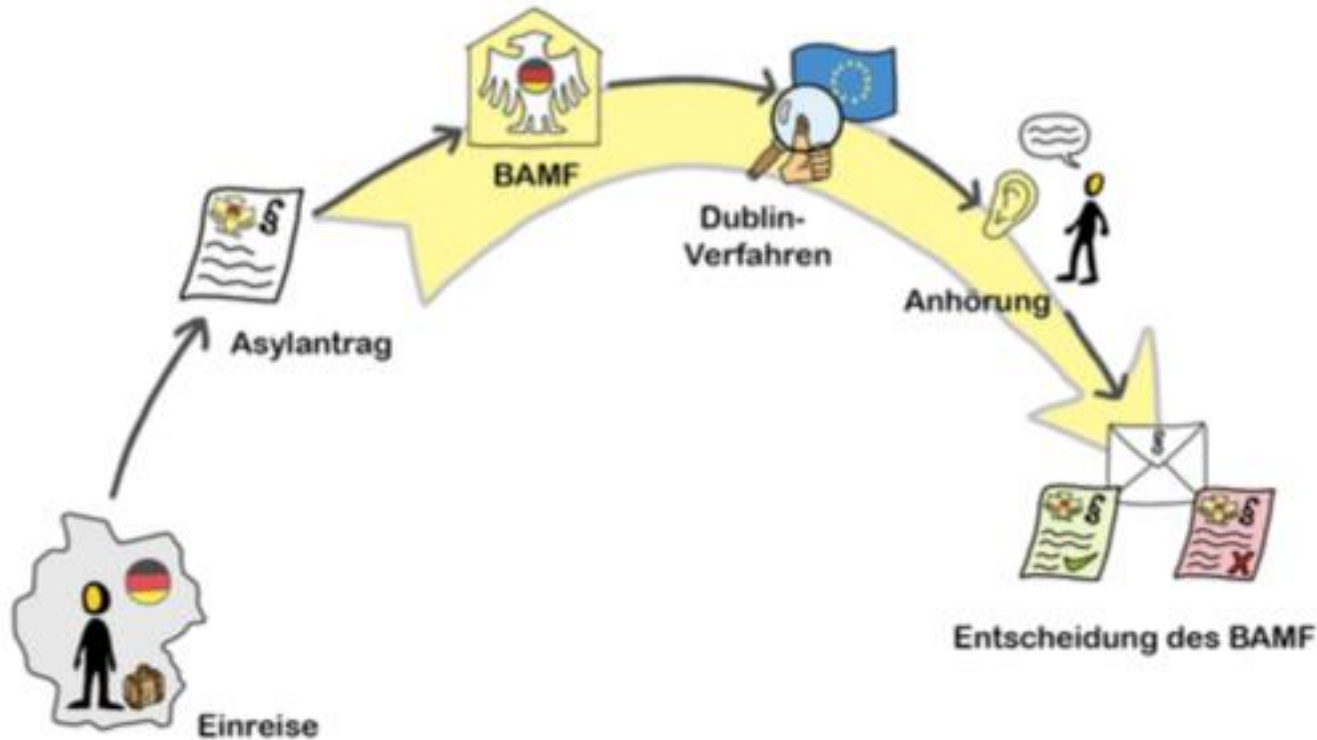 Einreise
Asylantrag
BAMF
Dublin-
Verfahren
Anhörung
Entscheidung des BAMF